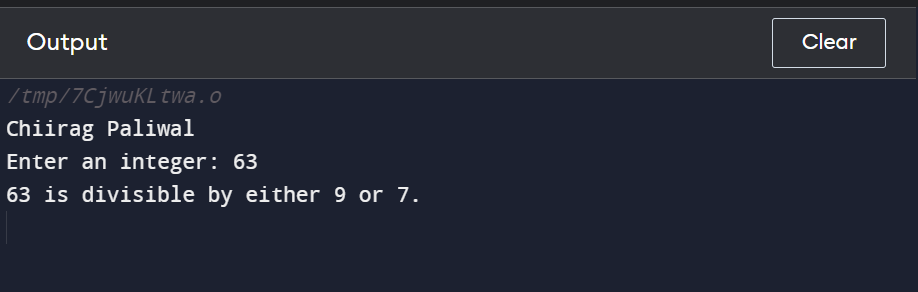 Output
Clear
/tmp/7CjwuKLtwa.o
Chiirag Paliwal
Enter an integer: 63
63 is divisible by either 9 or 7.